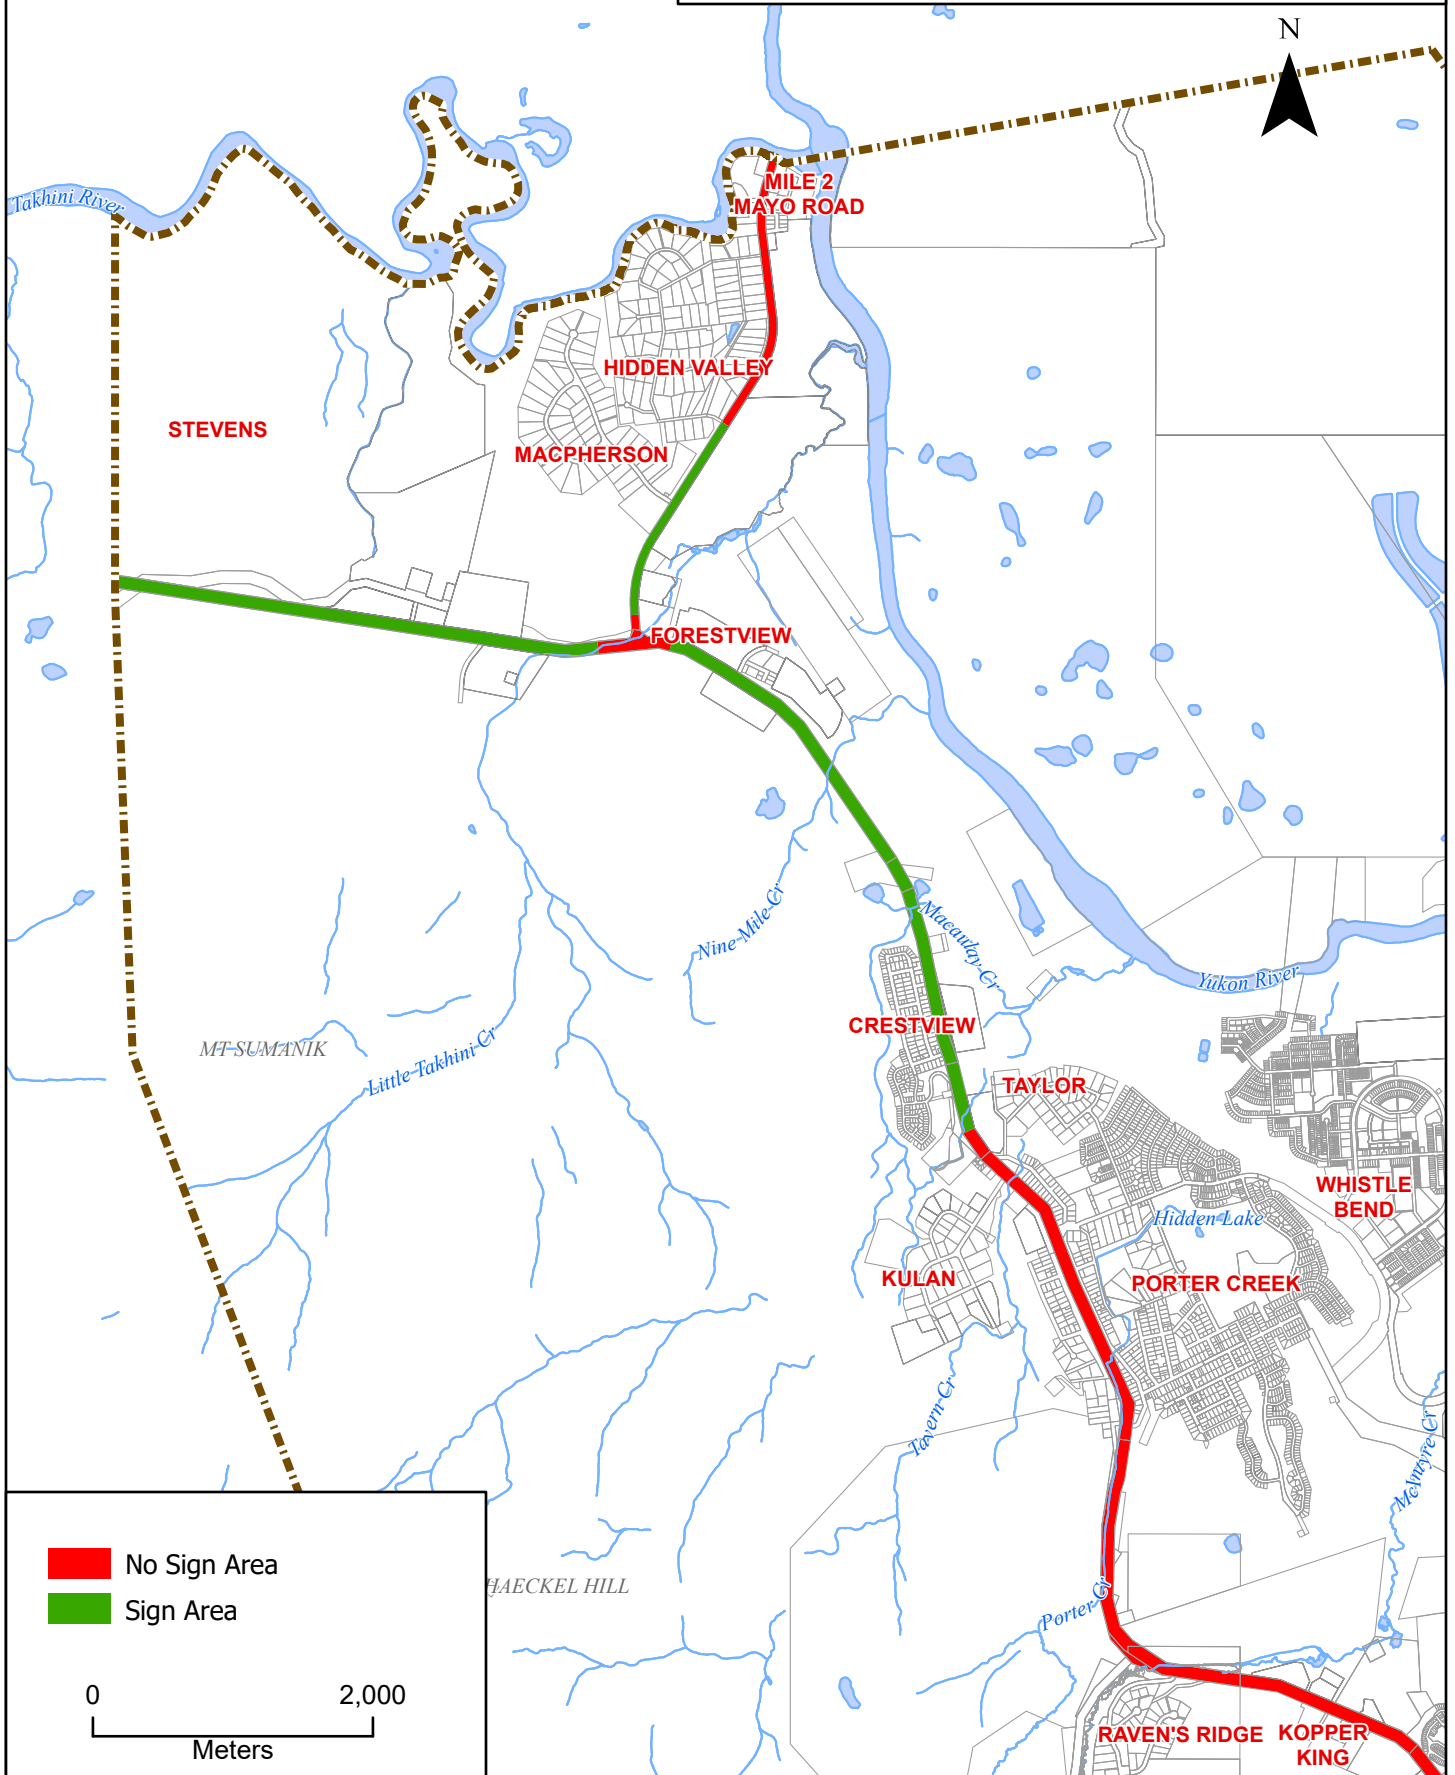 N
MILE 2
MAYO ROAD
Takhini River
HIDDEN VALLEY
STEVENS
MACPHERSON
FORESTVIEW
Nine Mile Cr
Macaulay Cr
Yukon River
CRESTVIEW
MT SUMANIK
Little Takhini Cr
TAYLOR
WHISTLE
BEND
Hidden Lake
KULAN
PORTER CREEK
Tavern Cr
McIntyre Cr
No Sign Area
HAECKEL HILL
Sign Area
Porter Cr
0 2,000
Meters
RAVEN'S RIDGE
KOPPER
KING